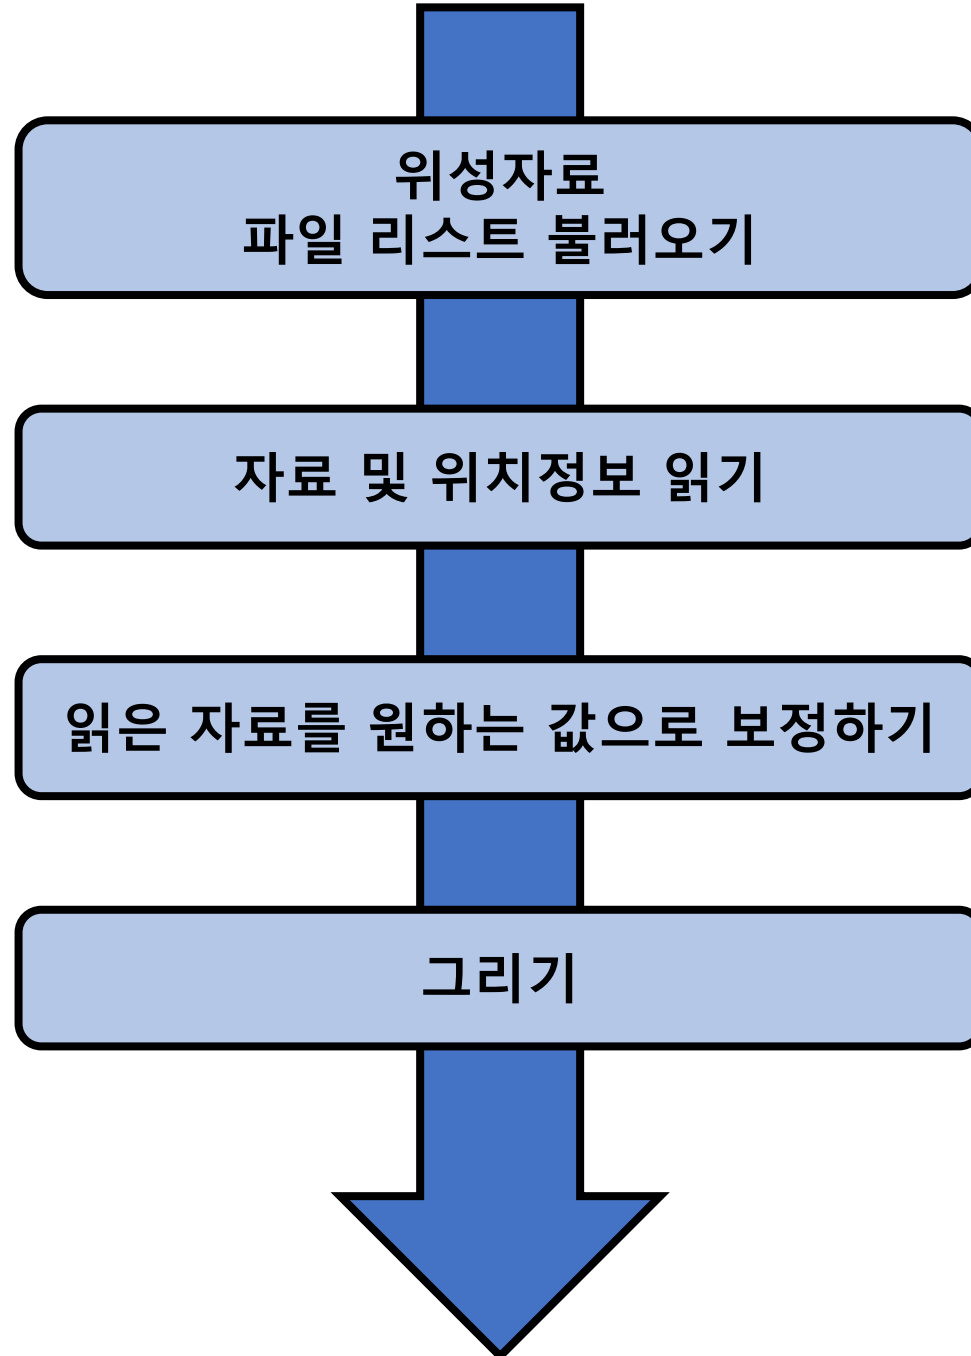 위성자료
파일 리스트 불러오기
자료 및 위치정보 읽기
읽은 자료를 원하는 값으로 보정하기
그리기